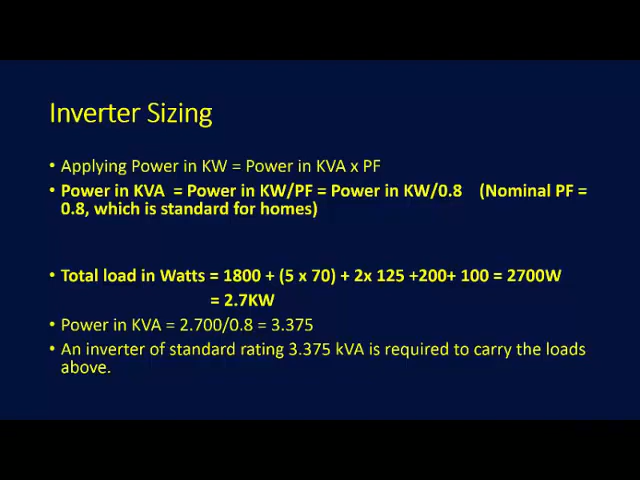 Inverter Sizing
• Applying Power in KW = Power in KVA x PF
• Power in KVA = Power in KW/PF = Power in KW/0.8 (Nominal PF =
0.8, which is standard for homes)
• Total load in Watts = 1800 + (5 x 70) + 2x 125 +200+ 100 = 2700W
= 2.7KW
• Power in KVA = 2.700/0.8 = 3.375
• An inverter of standard rating 3.375 kVA is required to carry the loads
above.